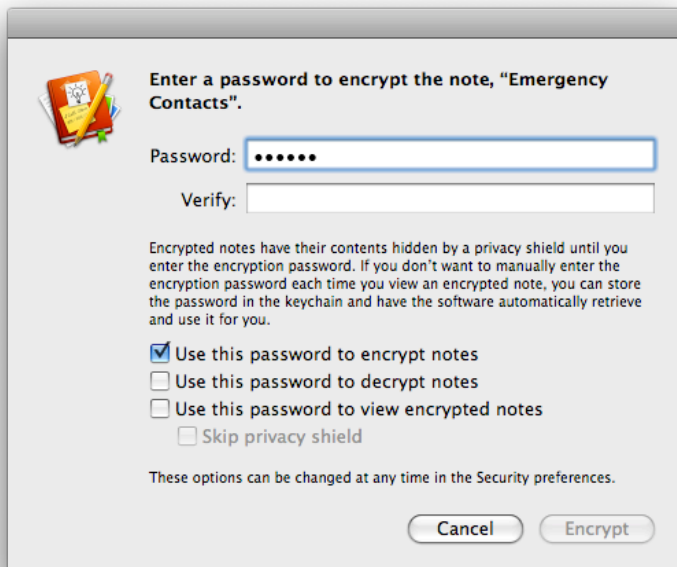 Enter a password to encrypt the note, “Emergency
Contacts".
Password: ••••••
Verify:
Encrypted notes have their contents hidden by a privacy shield until you
enter the encryption password. If you don’t want to manually enter the
encryption password each time you view an encrypted note, you can store
the password in the keychain and have the software automatically retrieve
and use it for you.
Use this password to encrypt notes
Use this password to decrypt notes
Use this password to view encrypted notes
Skip privacy shield
These options can be changed at any time in the Security preferences.
Cancel Encrypt